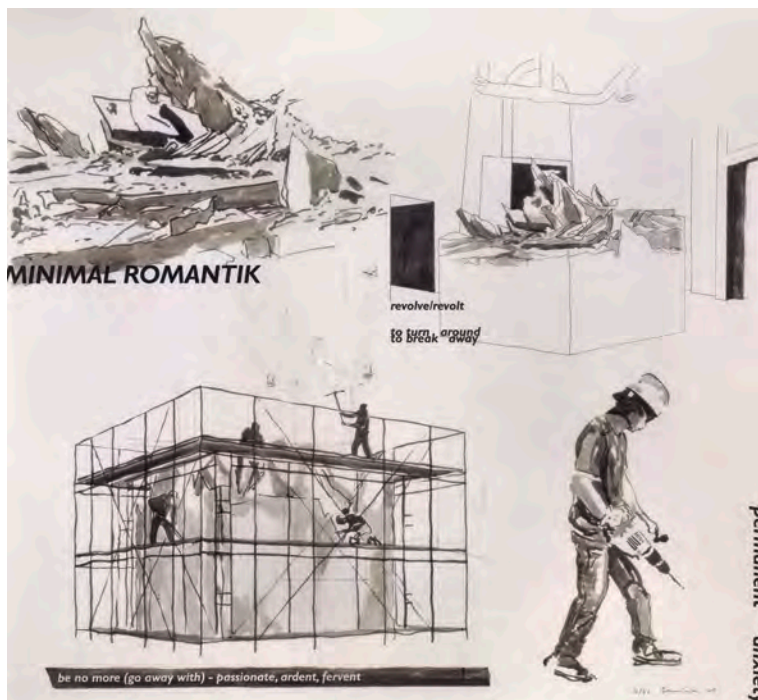 MINIMAL ROMANTIK
revolve/revolt
to turn around
to break away
be no more (go away with) - passionate, ardent, fervent
permanent anxiety